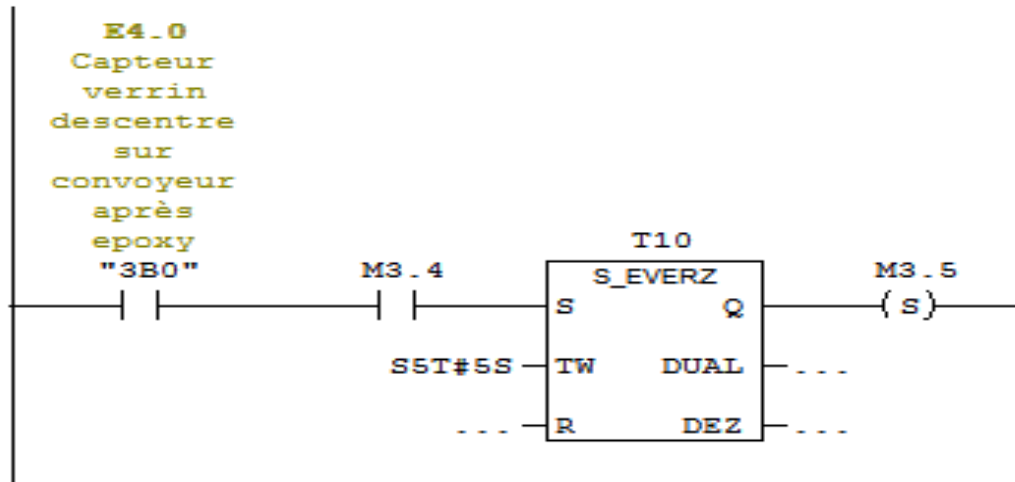 E4.0
Capteur
verrin
descentre
sur
convoyeur
après
epoxy
"3B0"
M3.4
T10
S_EVERZ
M3.5
S Q (S)
S5T#5S TW DUAL ...
... R DEZ ...